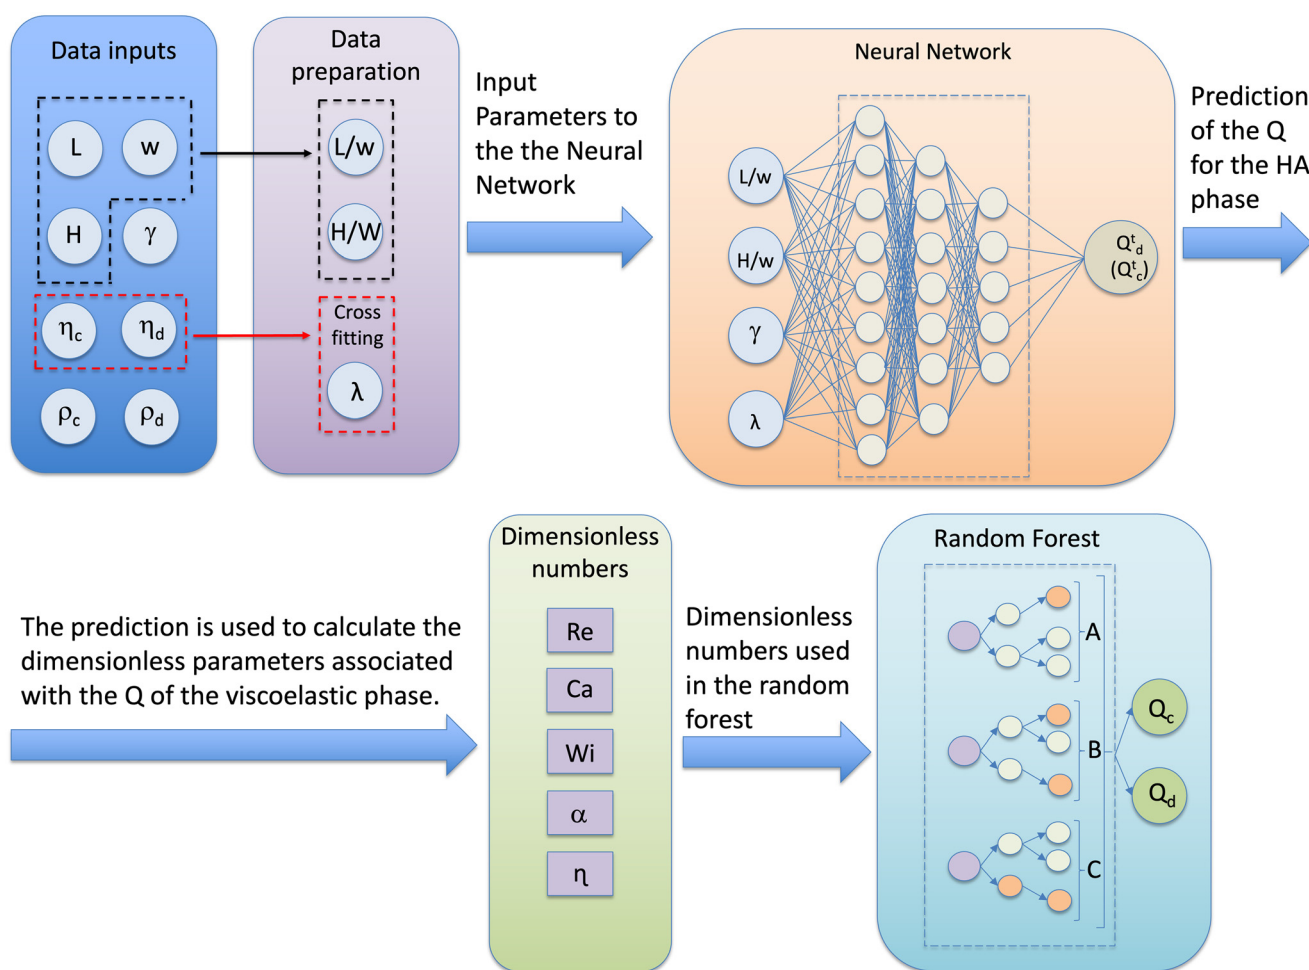 Data inputs
L
w
H
γ
ηc
ηd
ρc
ρd
Data
preparation
L/w
H/W
Cross
fitting
λ
Input
Parameters to
the the Neural
Network
Neural Network
L/w
H/w
γ
λ
Qtd
(Qtc)
Prediction
of the Q
for the HA
phase
The prediction is used to calculate the
dimensionless parameters associated
with the Q of the viscoelastic phase.
Dimensionless
numbers
Re
Ca
Wi
α
η
Dimensionless
numbers used
in the random
forest
Random Forest
A
B
C
Qc
Qd